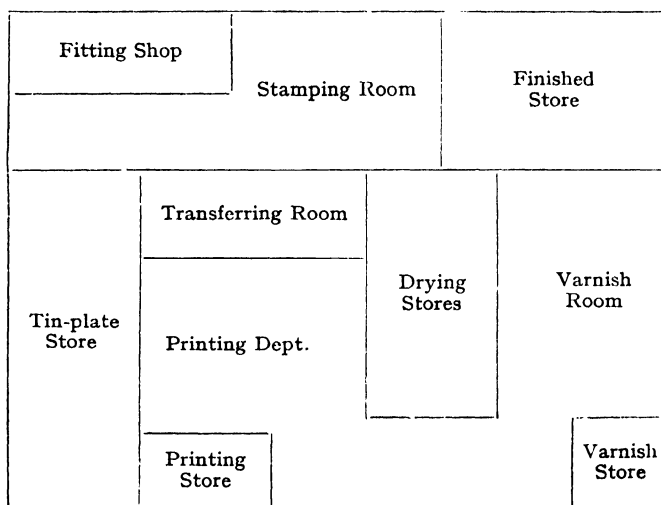 Fitting Shop
Stamping Room
Finished
Store
Transferring Room
Drying
Stores
Varnish
Room
Tin-plate
Store
Printing Dept.
Printing
Store
Varnish
Store